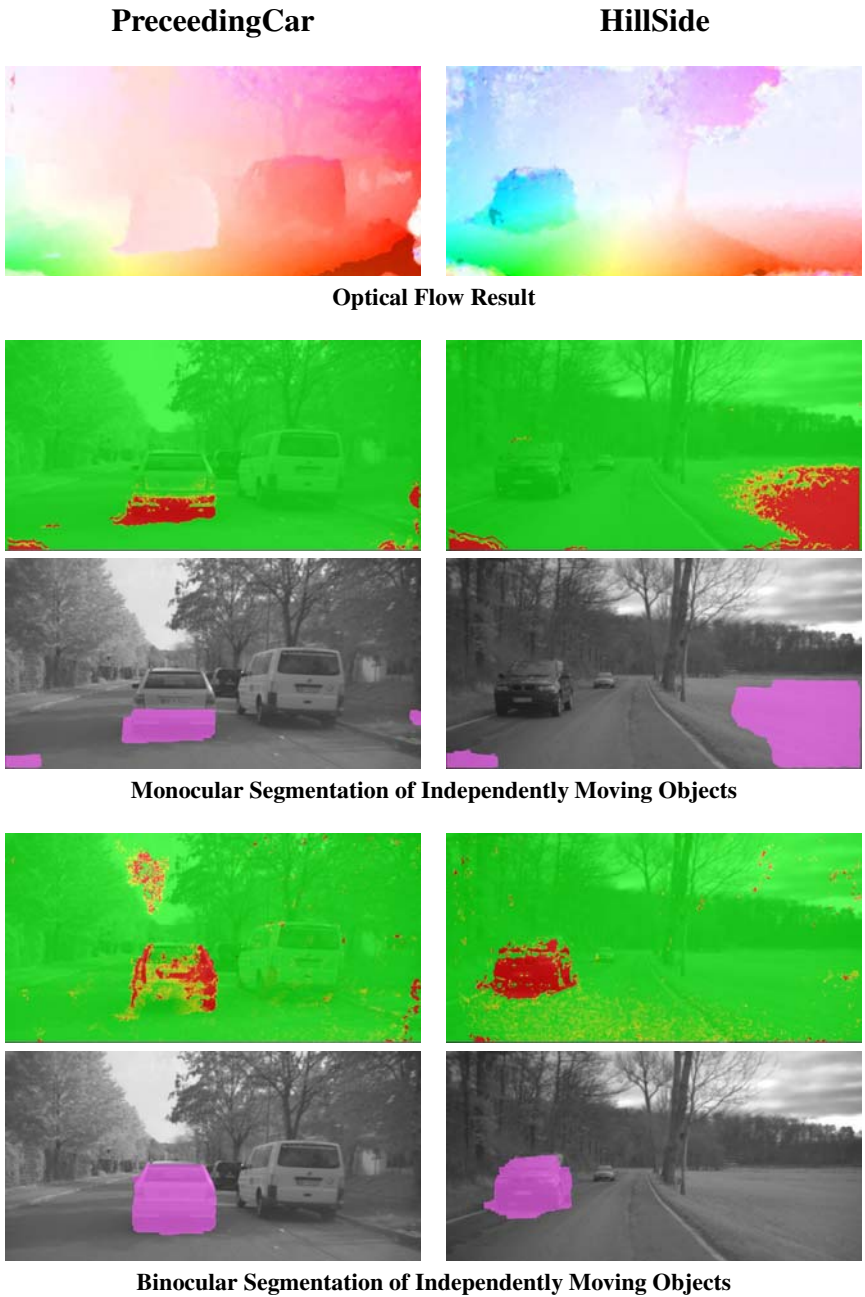 PreceedingCar
HillSide
Optical Flow Result
Monocular Segmentation of Independently Moving Objects
Binocular Segmentation of Independently Moving Objects